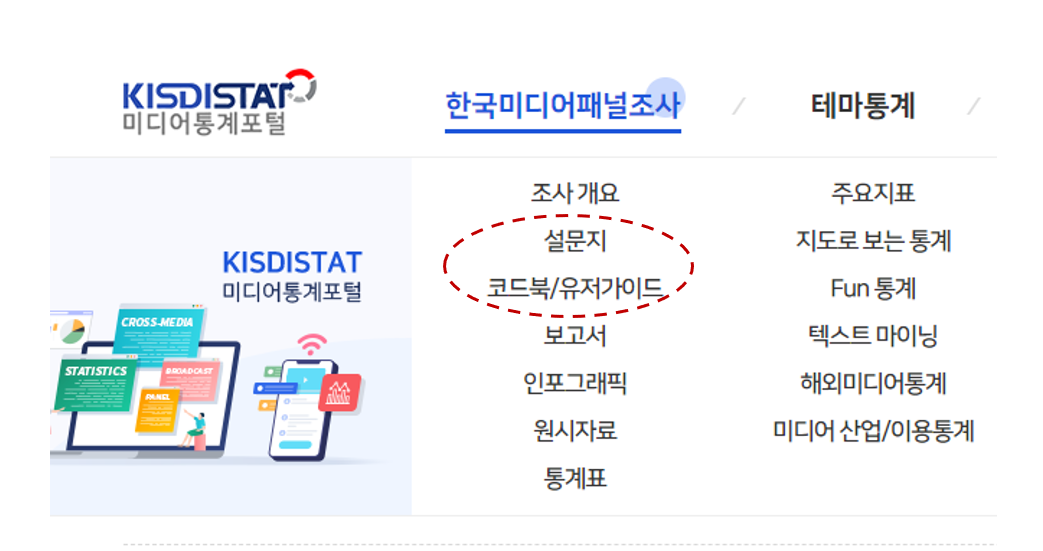 KISDISTAT
미디어통계포털
한국미디어패널조사 / 테마통계 /
KISDISTAT
미디어통계포털
CROSS-MEDIA
STATISTICS
BROADCAST
PANEL
조사 개요
설문지
코드북/유저가이드
보고서
인포그래픽
원시자료
통계표
주요지표
지도로 보는 통계
Fun 통계
텍스트 마이닝
해외미디어통계
미디어 산업/이용통계